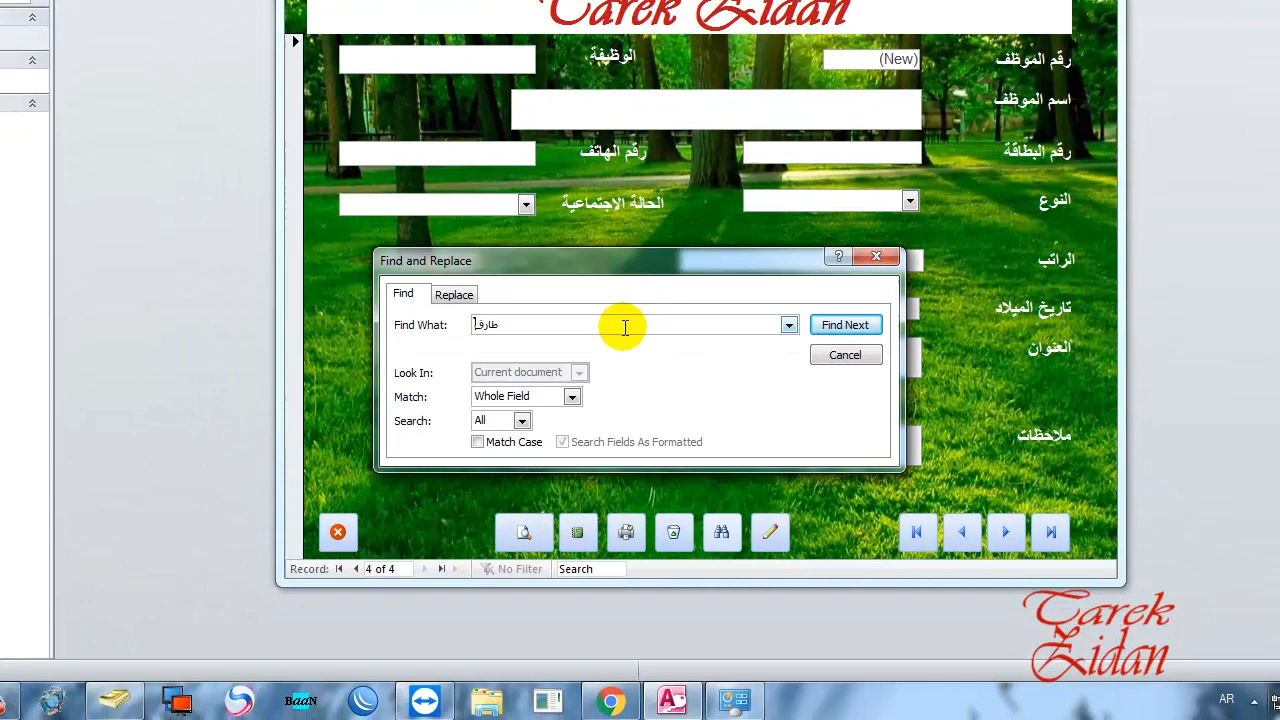 Tarek Zidan
الوظيفة
(New)
رقم الموظف
اسم الموظف
رقم الهاتف
رقم البطاقة
الحالة الاجتماعية
النوع
الراتب
تاريخ الميلاد
العنوان
ملاحظات
Find and Replace
Find
Replace
Find What:
طارق
Find Next
Cancel
Look In:
Current document
Match:
Whole Field
Search:
All
Match Case
Search Fields As Formatted
Record:
4 of 4
No Filter
Search
Tarek
Zidan
BaaN
AR